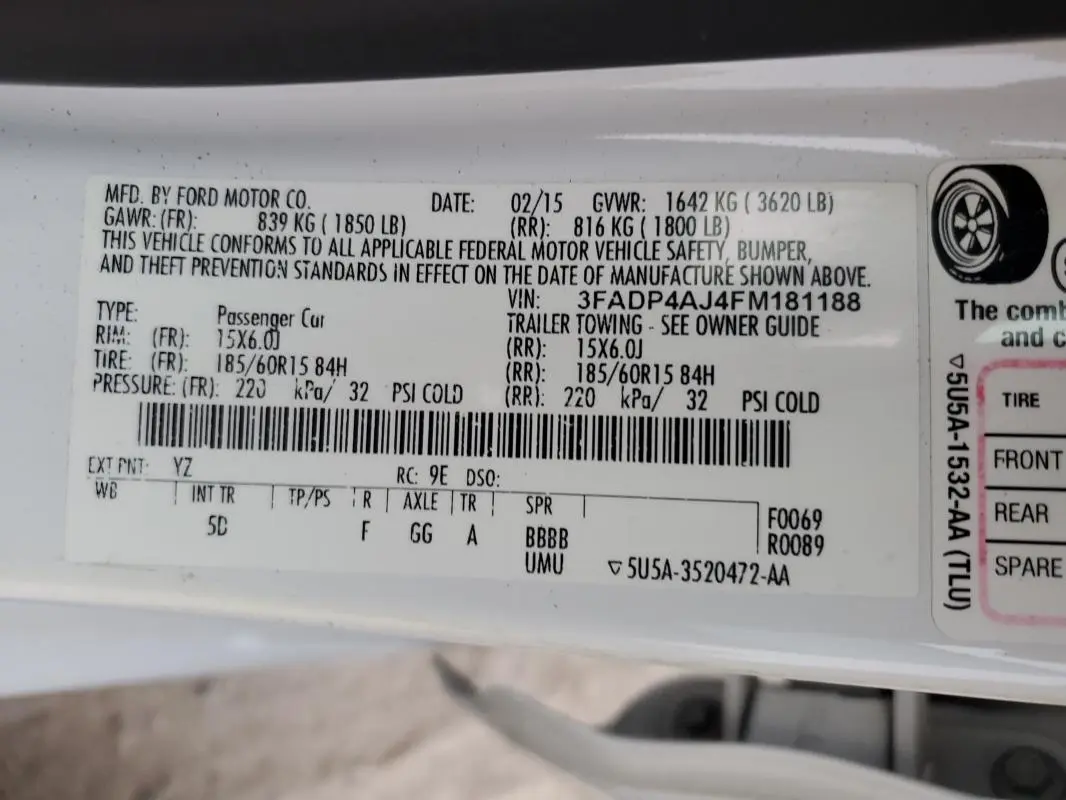 MFD. BY FORD MOTOR CO. DATE: 02/15 GVWR: 1642 KG ( 3620 LB)
GAWR: (FR): 839 KG ( 1850 LB) (RR): 816 KG ( 1800 LB)
THIS VEHICLE CONFORMS TO ALL APPLICABLE FEDERAL MOTOR VEHICLE SAFETY, BUMPER,
AND THEFT PREVENTION STANDARDS IN EFFECT ON THE DATE OF MANUFACTURE SHOWN ABOVE.
VIN: 3FADP4AJ4FM181188
TYPE: Passenger Car TRAILER TOWING - SEE OWNER GUIDE
RIM: (FR): 15X6.0J (RR): 15X6.0J
TIRE: (FR): 185/60R15 84H (RR): 185/60R15 84H
PRESSURE: (FR): 220 kPa/ 32 PSI COLD (RR): 220 kPa/ 32 PSI COLD
EXT PNT: YZ RC: 9E DSO:
WB INT TR TP/PS R AXLE TR SPR
5D F GG A BBBB
UMU
F0069
R0089
▽5U5A-3520472-AA
The comb
and c
▽5U5A-1532-AA (TLU)
TIRE
FRONT
REAR
SPARE